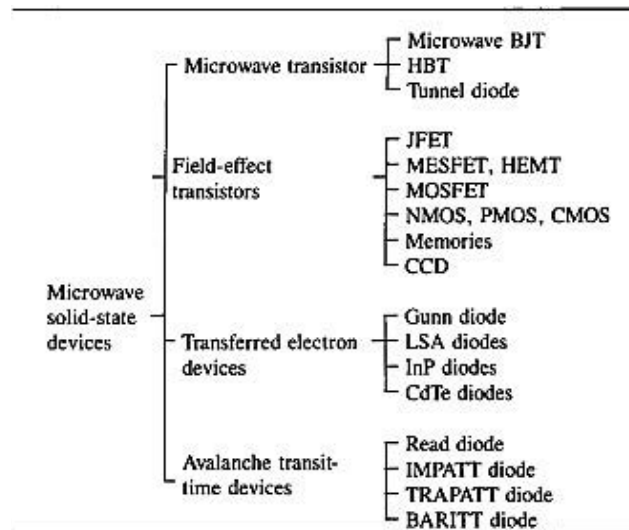 Microwave BJT
Microwave transistor
HBT
Tunnel diode
JFET
Field-effect
transistors
MESFET, HEMT
MOSFET
NMOS, PMOS, CMOS
Memories
CCD
Microwave
solid-state
devices
Gunn diode
Transferred electron
devices
LSA diodes
InP diodes
CdTe diodes
Read diode
Avalanche transit-
time devices
IMPATT diode
TRAPATT diode
BARITT diode